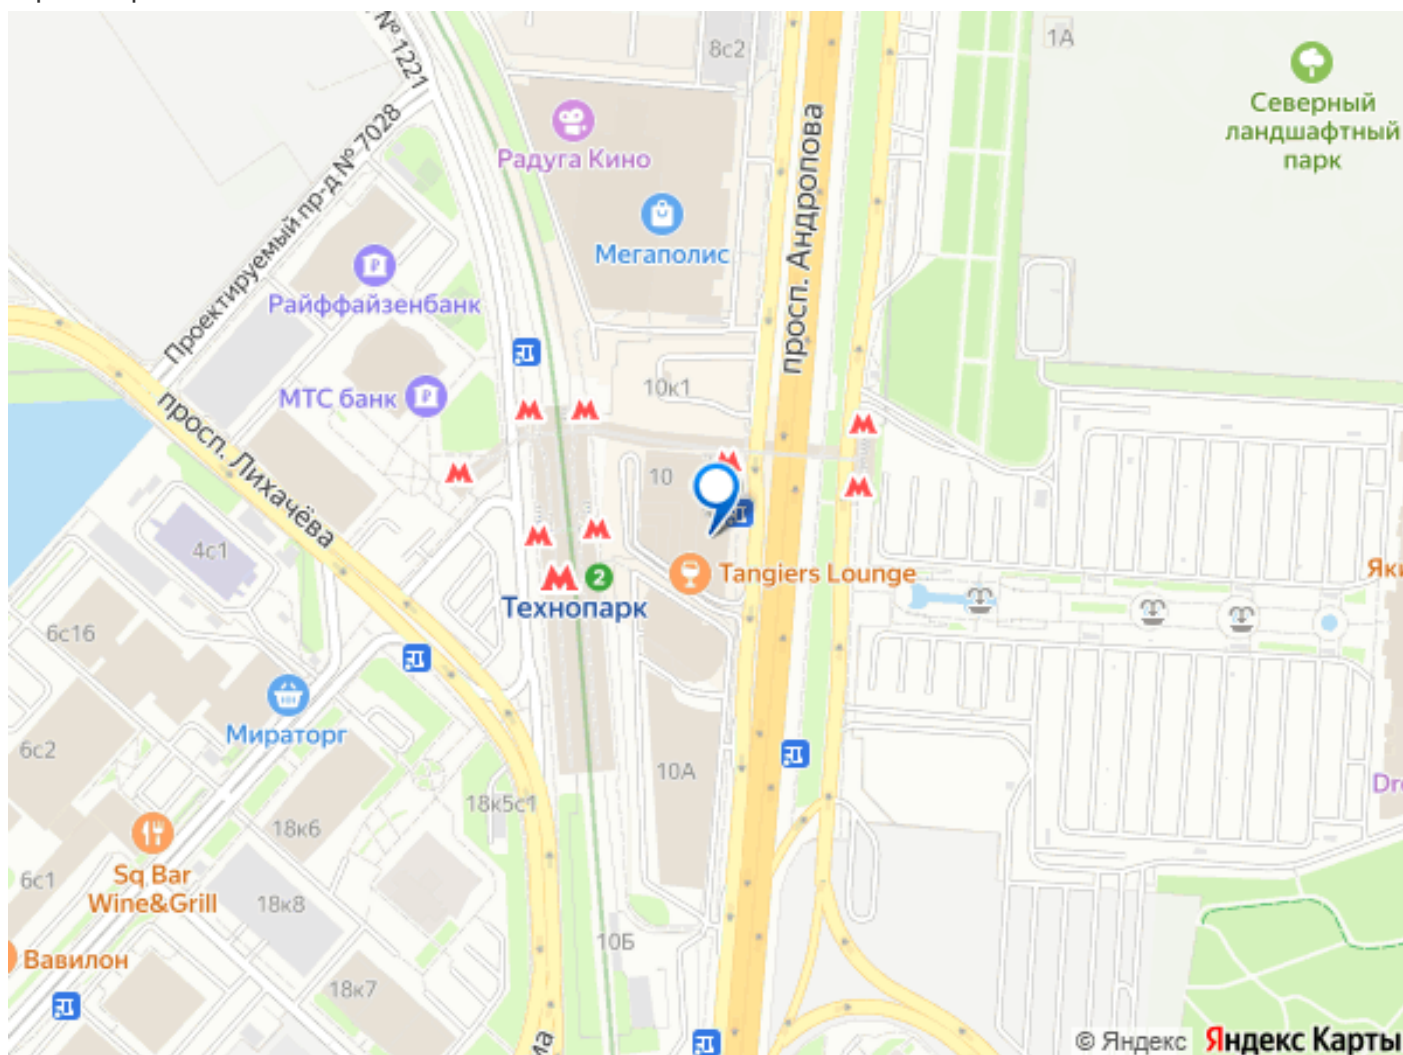 № 1221
8с2
1А
Северный
ландшафтный
парк
Проектируемый пр-д № 7028
Радуга Кино
Мегаполис
просп. Андропова
Райффайзенбанк
МТС банк
10к1
просп. Лихачёва
10
4с1
2
Технопарк
Tangiers Lounge
6с16
Мираторг
6с2
10А
18к5с1
18к6
6с1
Sq Bar
Wine&Grill
18к8
10Б
Вавилон
18к7
© Яндекс
Яндекс Карты